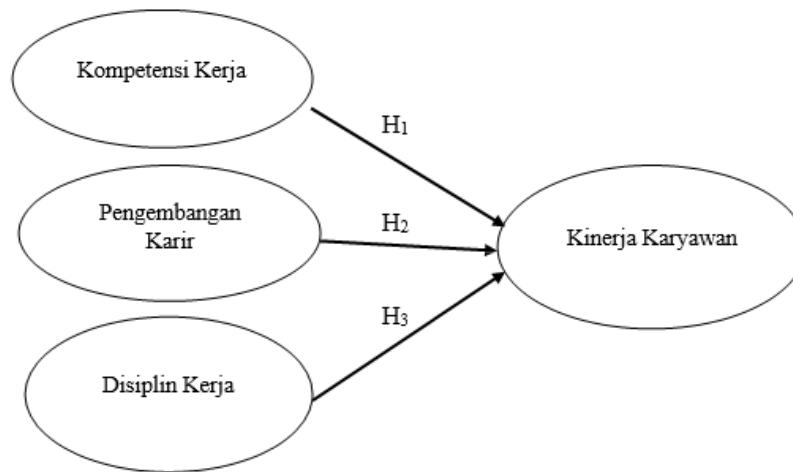 Kompetensi Kerja
H1
Pengembangan
Karir
H2
Kinerja Karyawan
H3
Disiplin Kerja